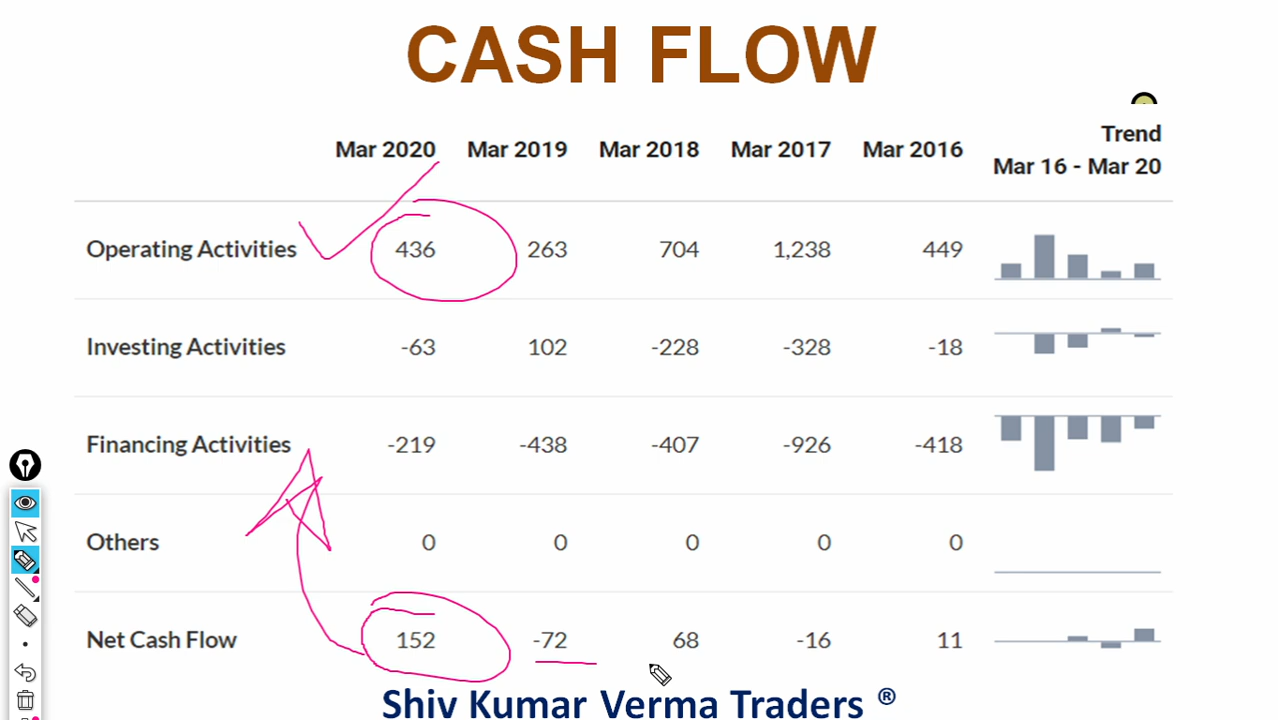 CASH FLOW
Mar 2020 Mar 2019 Mar 2018 Mar 2017 Mar 2016 Trend Mar 16 - Mar 20
Operating Activities 436 263 704 1,238 449
Investing Activities -63 102 -228 -328 -18
Financing Activities -219 -438 -407 -926 -418
Others 0 0 0 0 0
Net Cash Flow 152 -72 68 -16 11
Shiv Kumar Verma Traders ®